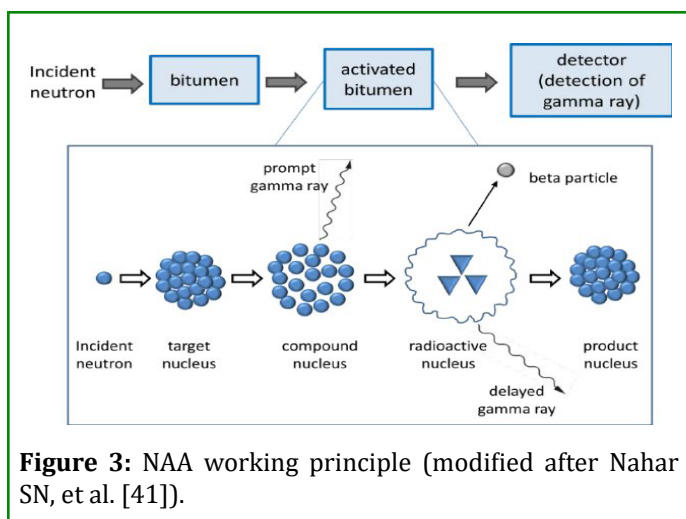 Incident
neutron
bitumen
activated
bitumen
detector
(detection of
gamma ray)
prompt
gamma ray
beta particle
Incident
neutron
target
nucleus
compound
nucleus
radioactive
nucleus
product
nucleus
delayed
gamma ray
Figure 3: NAA working principle (modified after Nahar
SN, et al. [41]).